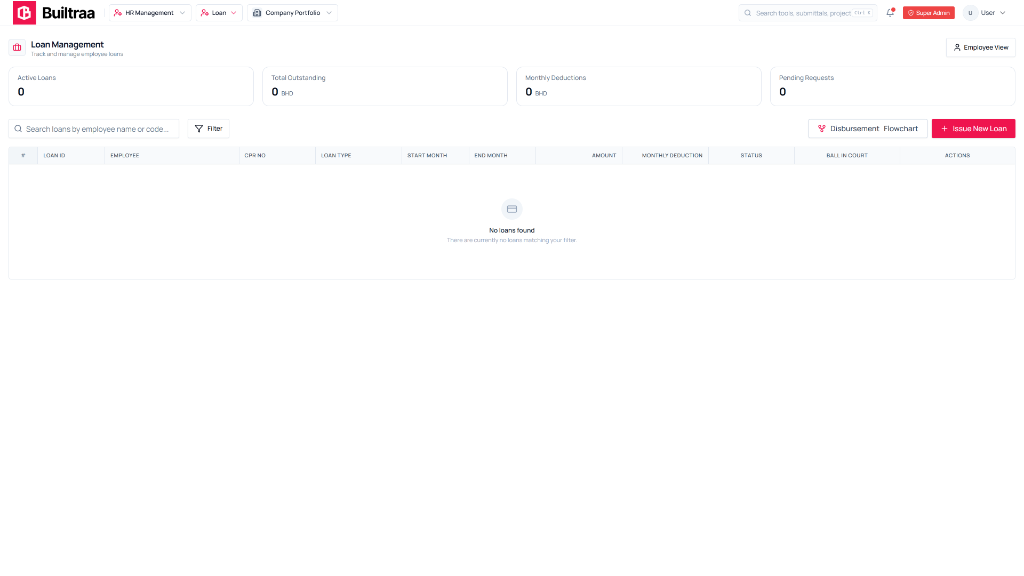 Builtraa HR Management Loan Company Portfolio Search tools, submittals, project Ctrl K Super Admin U User
Loan Management
Track and manage employee loans
Employee View
Active Loans Total Outstanding Monthly Deductions Pending Requests
0 0 BHD 0 BHD 0
Search loans by employee name or code... Filter Disbursement Flowchart + Issue New Loan
# LOAN ID EMPLOYEE CPR NO LOAN TYPE START MONTH END MONTH AMOUNT MONTHLY DEDUCTION STATUS BALL IN COURT ACTIONS
No loans found
There are currently no loans matching your filter